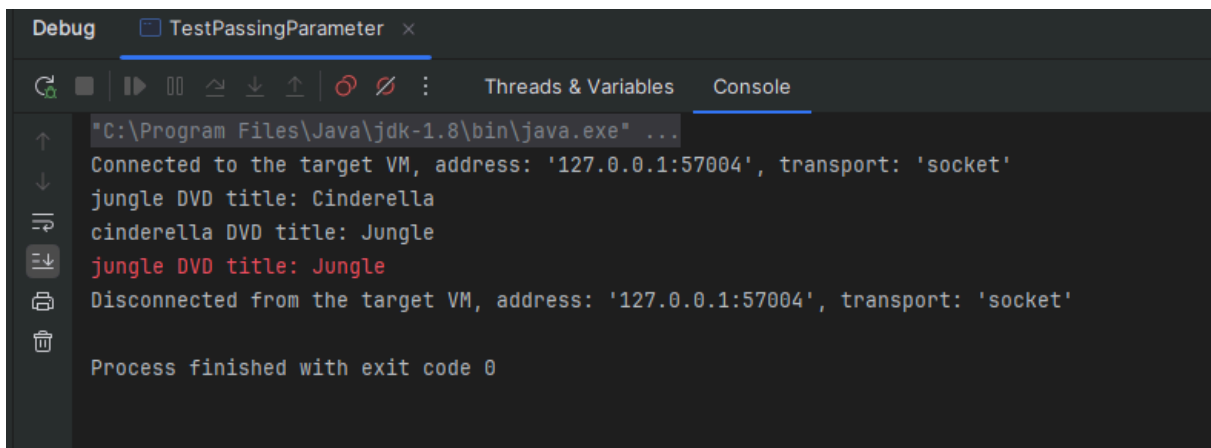 Debug TestPassingParameter ×
Threads & Variables Console
"C:\Program Files\Java\jdk-1.8\bin\java.exe" ...
Connected to the target VM, address: '127.0.0.1:57004', transport: 'socket'
jungle DVD title: Cinderella
cinderella DVD title: Jungle
jungle DVD title: Jungle
Disconnected from the target VM, address: '127.0.0.1:57004', transport: 'socket'
Process finished with exit code 0